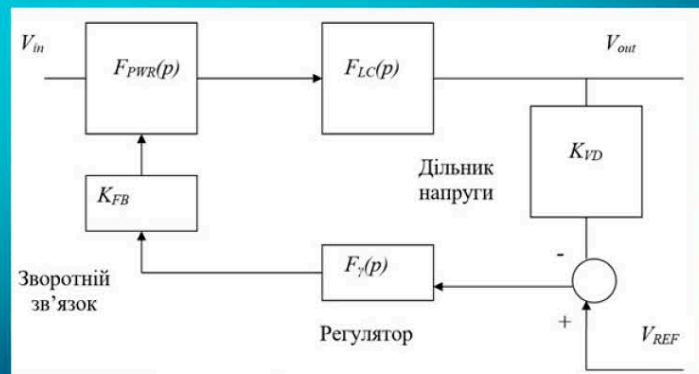 V_in
V_out
F_PWR(p)
F_LC(p)
K_VD
Дільник
напруги
K_FB
-
F_γ(p)
Зворотній
зв’язок
+
Регулятор
V_REF